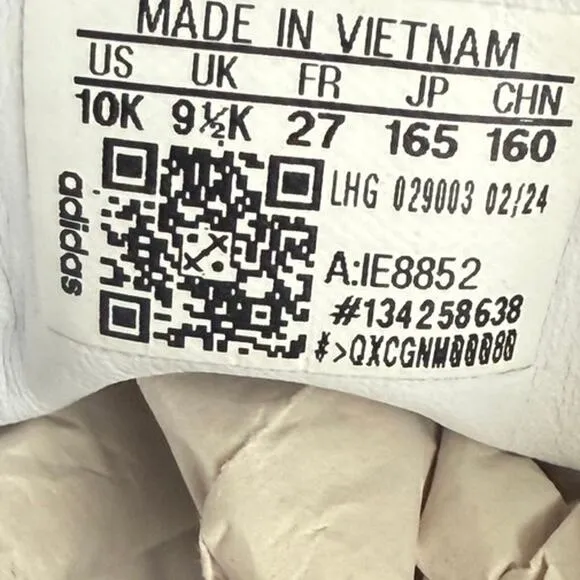 MADE IN VIETNAM
US UK FR JP CHN
10K 9½K 27 165 160
adidas
LHG 029003 02/24
A:IE8852
#134258638